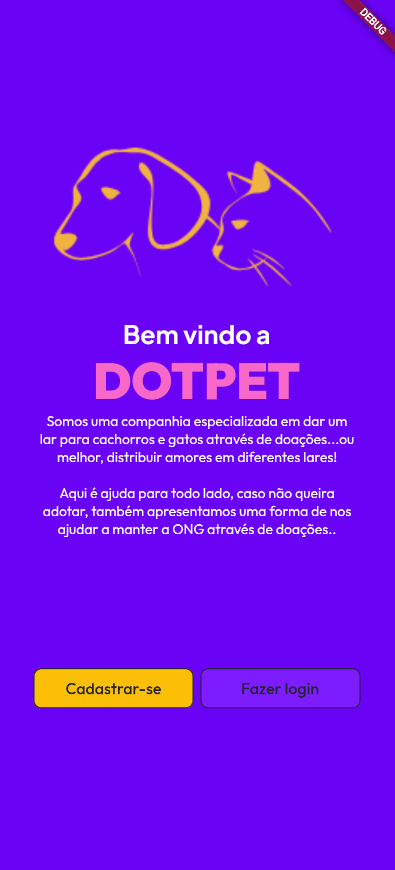 DEBUG
Bem vindo a
DOTPET
Somos uma companhia especializada em dar um
lar para cachorros e gatos através de doações...ou
melhor, distribuir amores em diferentes lares!
Aqui é ajuda para todo lado, caso não queira
adotar, também apresentamos uma forma de nos
ajudar a manter a ONG através de doações..
Cadastrar-se
Fazer login